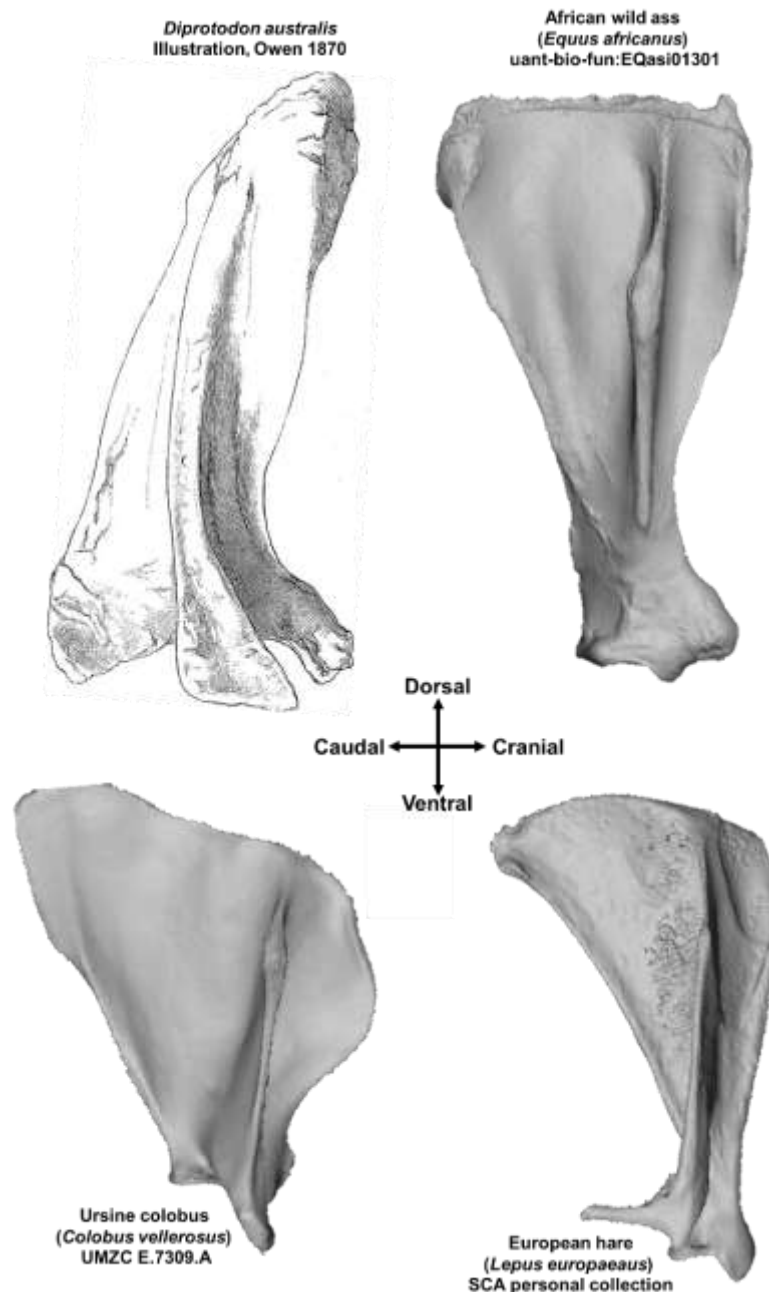 Diprotodon australis
Illustration, Owen 1870
African wild ass
(Equus africanus)
uant-bio-fun:EQasi01301
Dorsal
Caudal
Cranial
Ventral
Ursine colobus
(Colobus vellerosus)
UMZC E.7309.A
European hare
(Lepus europaeaus)
SCA personal collection